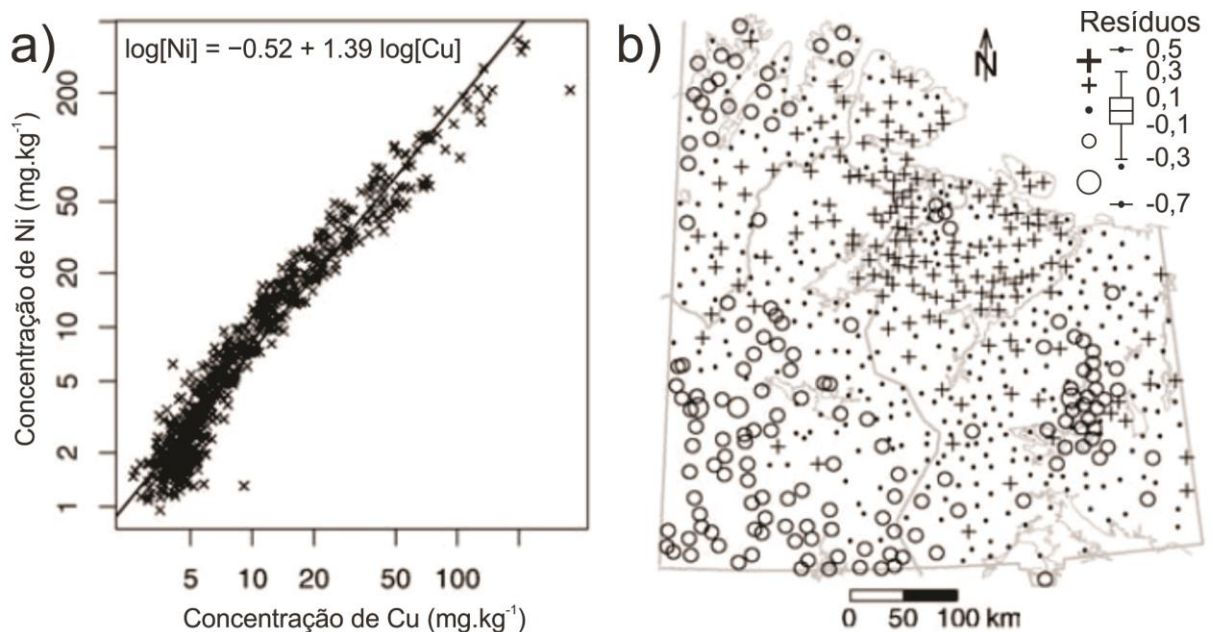 a)
log[Ni] = −0.52 + 1.39 log[Cu]
Concentração de Ni (mg.kg⁻¹)
200
50
20
10
5
2
1
5 10 20 50 100
Concentração de Cu (mg.kg⁻¹)
b)
N
Resíduos
0,5
0,3
0,1
-0,1
-0,3
-0,7
0 50 100 km